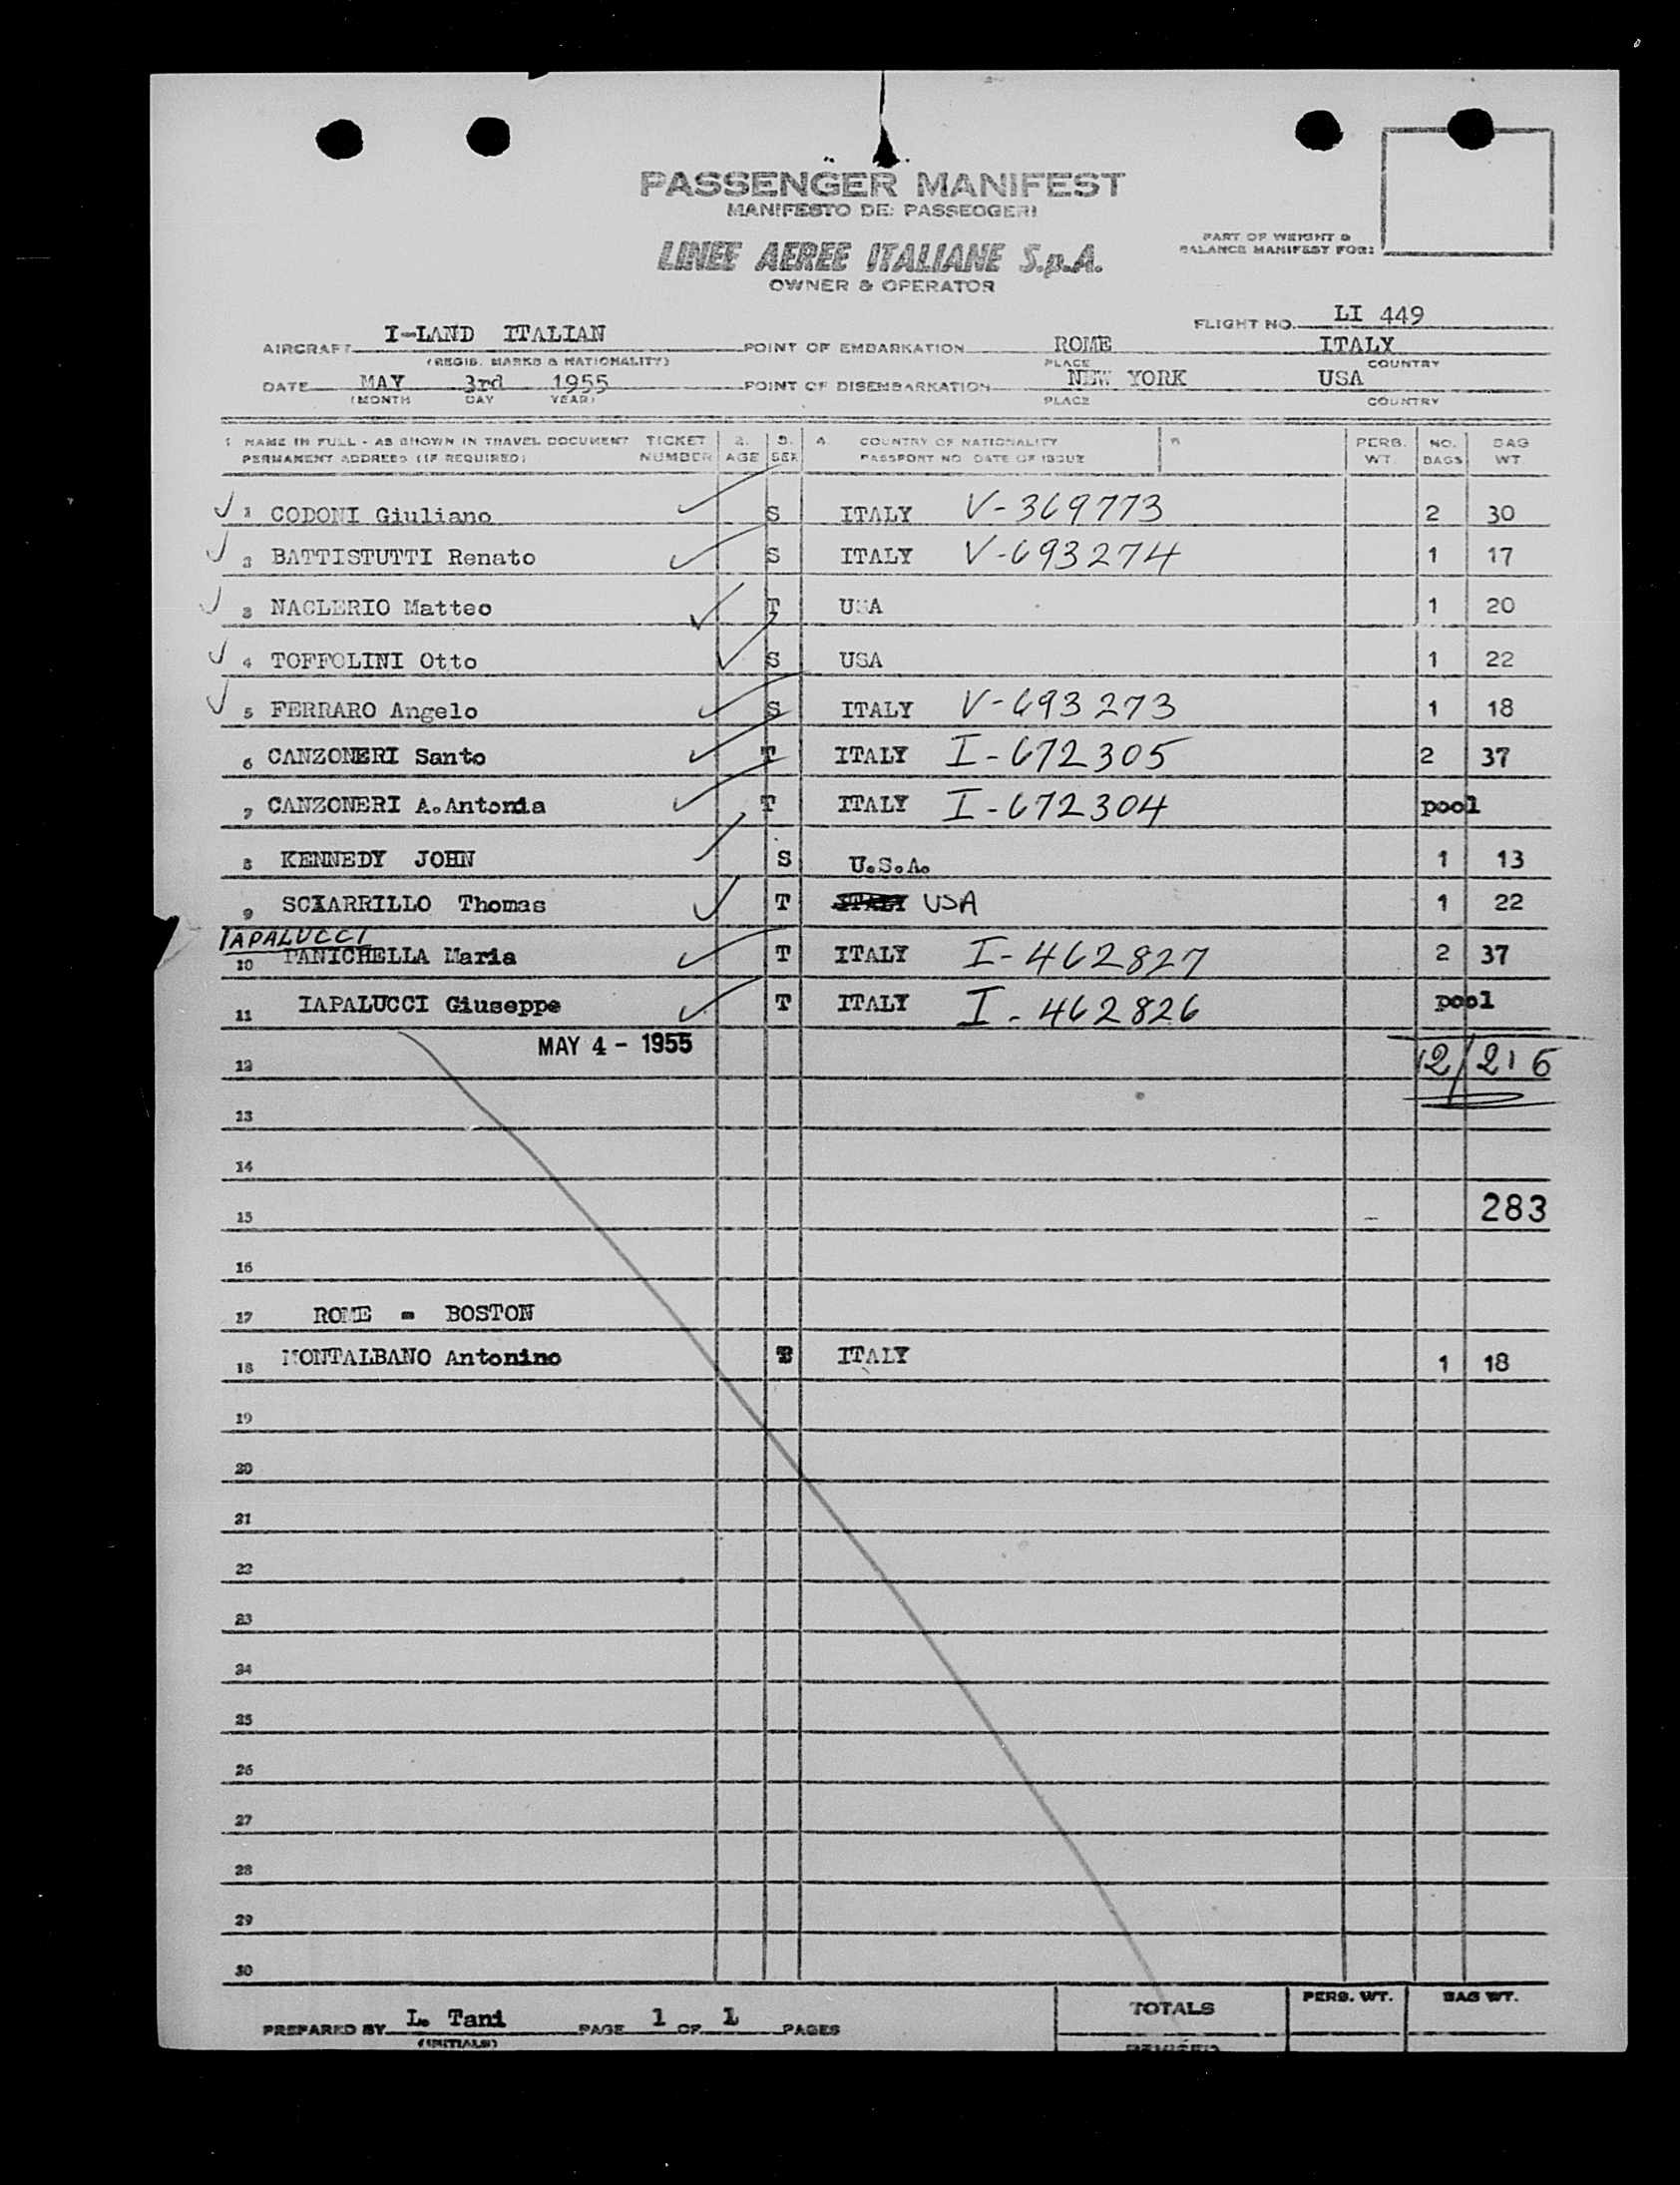 PASSENGER MANIFEST
MANIFESTO DEI PASSEGGERI
LINEE AEREE ITALIANE S.p.A.
OWNER & OPERATOR
PART OF WEIGHT &
BALANCE MANIFEST FOR:
FLIGHT NO. LI 449
AIRCRAFT I-LAND ITALIAN POINT OF EMBARKATION ROME ITALY
(REGIS. MARKS & NATIONALITY) PLACE COUNTRY
DATE MAY 3rd 1955 POINT OF DISEMBARKATION NEW YORK USA
(MONTH DAY YEAR) PLACE COUNTRY
1 NAME IN FULL - AS SHOWN IN TRAVEL DOCUMENT TICKET 2. 3. 4. COUNTRY OF NATIONALITY 5 PERS. NO. BAG
PERMANENT ADDRESS (IF REQUIRED) NUMBER AGE SEX PASSPORT NO. DATE OF ISSUE WT. BAGS WT.
1 CODONI Giuliano S ITALY V-369773 2 30
2 BATTISTUTTI Renato S ITALY V-693274 1 17
3 NACLERIO Matteo T USA 1 20
4 TOFFOLINI Otto S USA 1 22
5 FERRARO Angelo S ITALY V-693273 1 18
6 CANZONERI Santo T ITALY I-672305 2 37
7 CANZONERI A.Antonia T ITALY I-672304 pool
8 KENNEDY JOHN S U.S.A. 1 13
9 SCIARRILLO Thomas T ITALY USA 1 22
IAPALUCCI
10 PANICHELLA Maria T ITALY I-462827 2 37
11 IAPALUCCI Giuseppe T ITALY I-462826 pool
MAY 4 - 1955
12 12/216
13
14
15 283
16
17 ROME - BOSTON
18 MONTALBANO Antonino T ITALY 1 18
19
20
21
22
23
24
25
26
27
28
29
30
PREPARED BY L. Tani PAGE 1 OF 1 PAGES TOTALS PERS. WT. BAG WT.
(INITIALS) REVISED